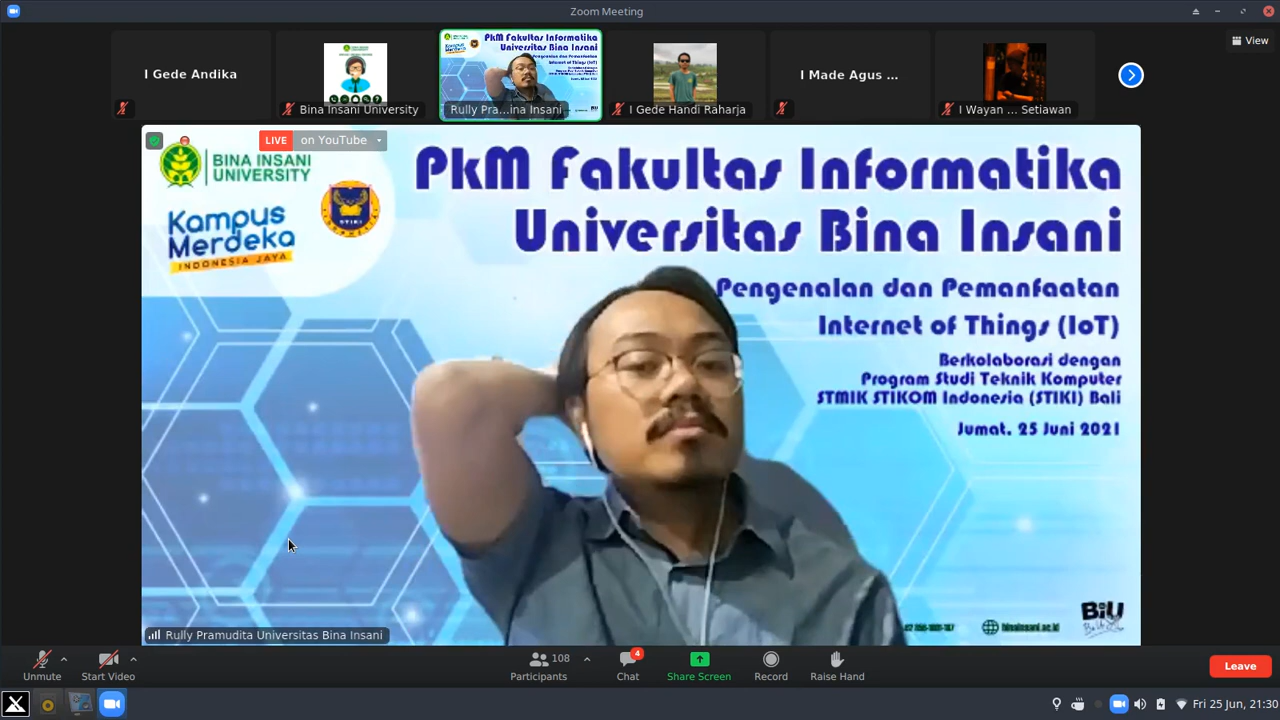 Zoom Meeting
View
I Gede Andika
Bina Insani University
Rully Pra...ina Insani
I Gede Handi Raharja
I Made Agus ...
I Wayan ... Setiawan
LIVE on YouTube
BINA INSANI
UNIVERSITY
Kampus
Merdeka
INDONESIA JAYA
STIKI
PkM Fakultas Informatika
Universitas Bina Insani
Pengenalan dan Pemanfaatan
Internet of Things (IoT)
Berkolaborasi dengan
Program Studi Teknik Komputer
STMIK STIKOM Indonesia (STIKI) Bali
Jumat, 25 Juni 2021
BiU
binainsani.ac.id
Rully Pramudita Universitas Bina Insani
Unmute
Start Video
108
Participants
4
Chat
Share Screen
Record
Raise Hand
Leave
Fri 25 Jun, 21:30